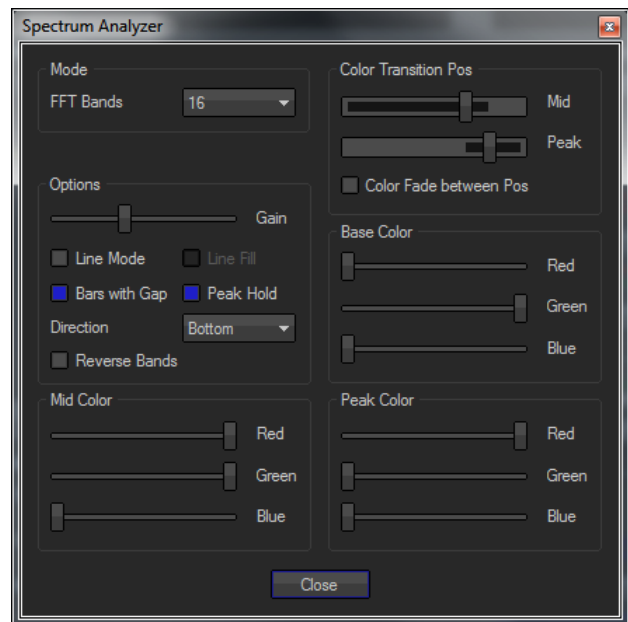 Spectrum Analyzer
Mode
FFT Bands 16
Color Transition Pos
Mid
Peak
Color Fade between Pos
Options
Gain
Line Mode Line Fill
Bars with Gap Peak Hold
Direction Bottom
Reverse Bands
Base Color
Red
Green
Blue
Mid Color
Red
Green
Blue
Peak Color
Red
Green
Blue
Close